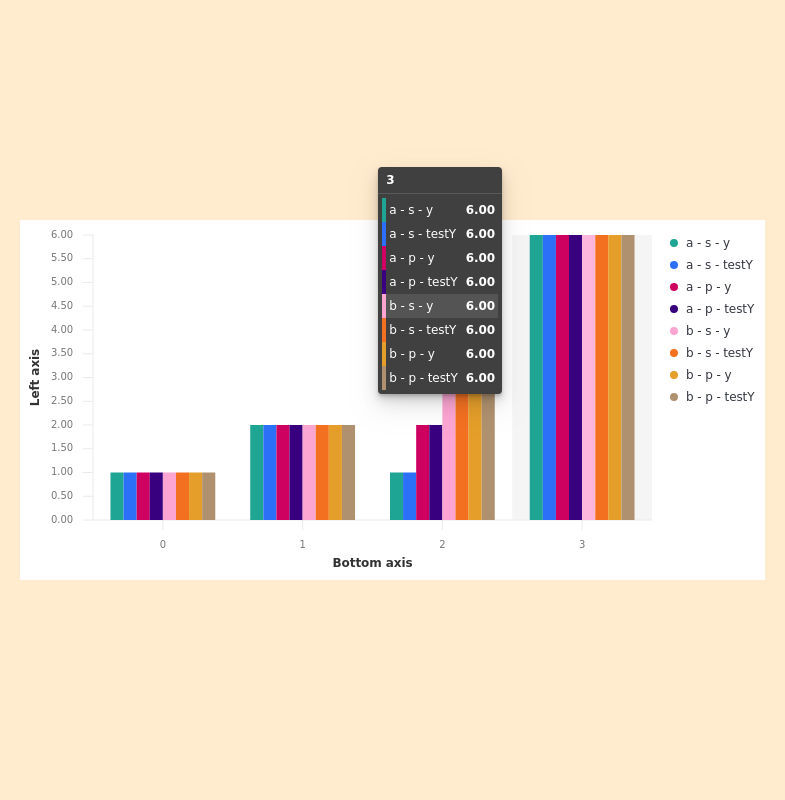 3
a - s - y 6.00
a - s - testY 6.00
a - p - y 6.00
a - p - testY 6.00
b - s - y 6.00
b - s - testY 6.00
b - p - y 6.00
b - p - testY 6.00
6.00
5.50
5.00
4.50
4.00
3.50
3.00
2.50
2.00
1.50
1.00
0.50
0.00
Left axis
0 1 2 3
Bottom axis
a - s - y
a - s - testY
a - p - y
a - p - testY
b - s - y
b - s - testY
b - p - y
b - p - testY